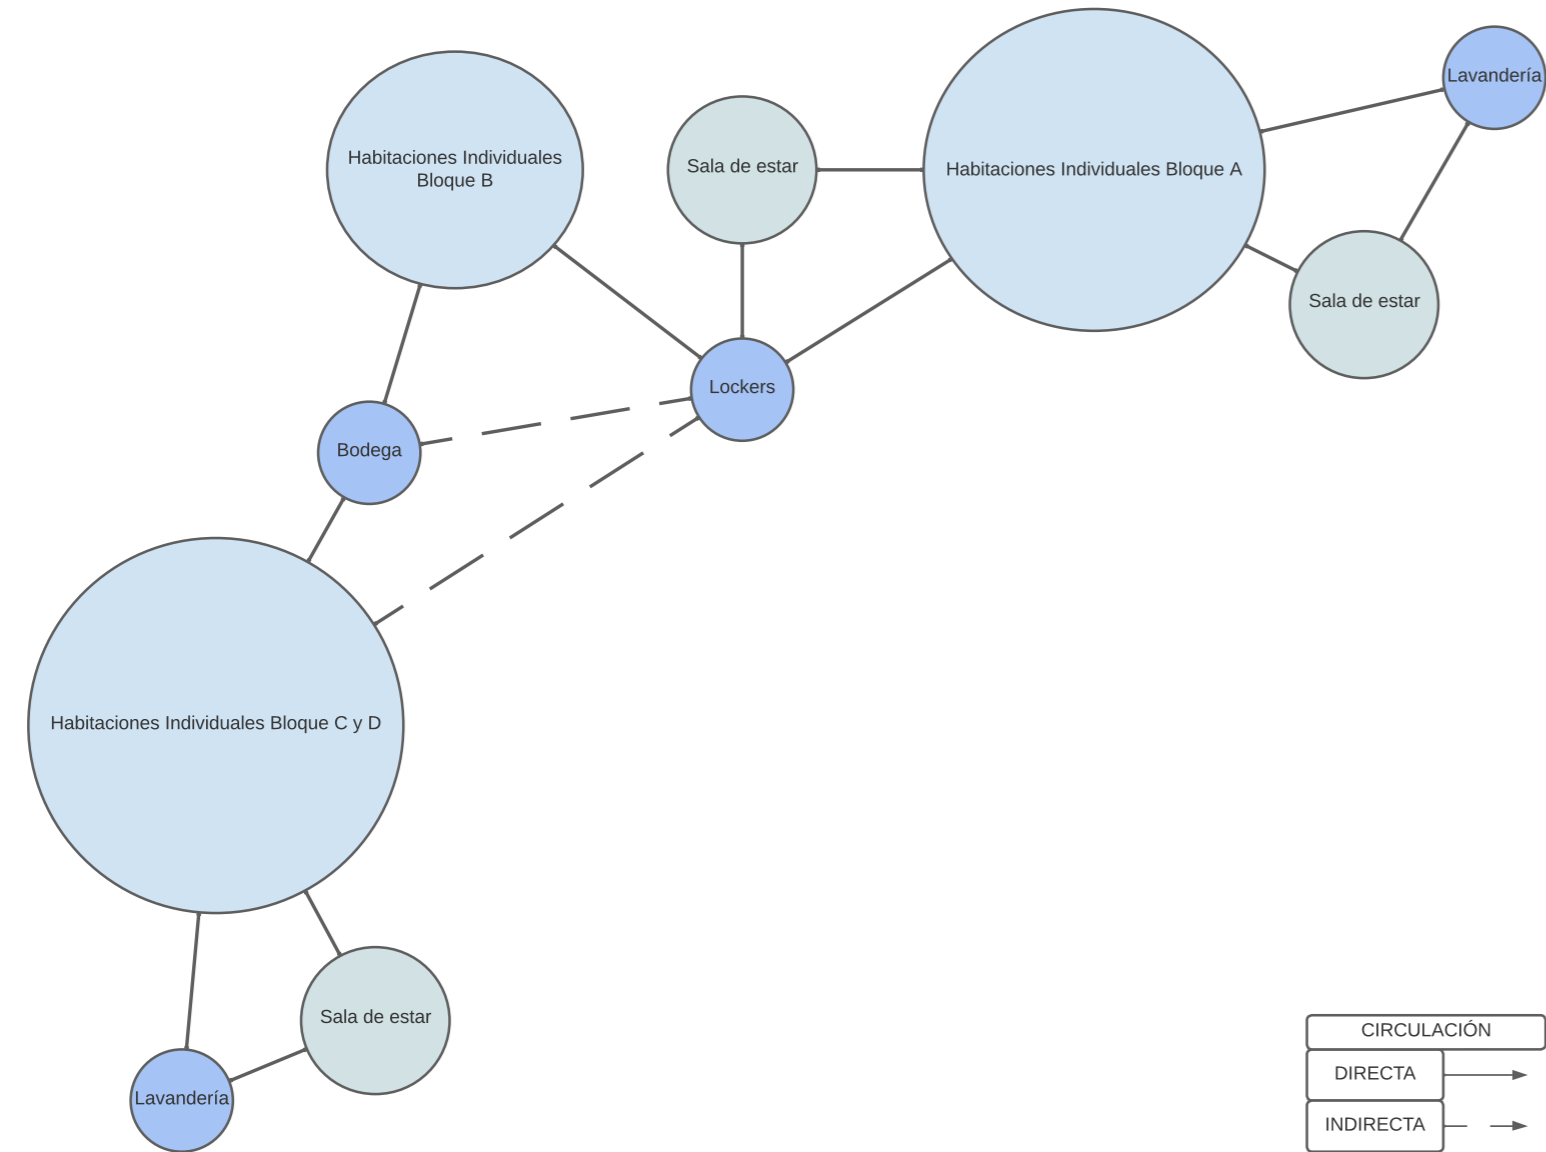 Lavandería
Habitaciones Individuales
Bloque B
Sala de estar
Habitaciones Individuales Bloque A
Sala de estar
Lockers
Bodega
Habitaciones Individuales Bloque C y D
Sala de estar
Lavandería
CIRCULACIÓN
DIRECTA
INDIRECTA